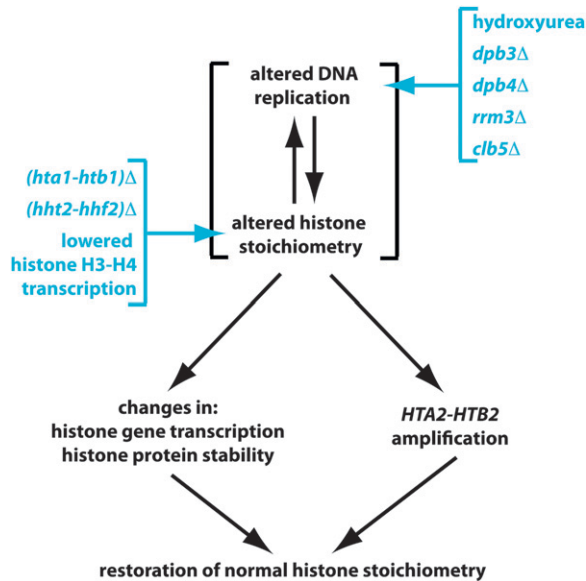 hydroxyurea
dpb3Δ
dpb4Δ
rrm3Δ
clb5Δ
altered DNA
replication
(hta1-htb1)Δ
(hht2-hhf2)Δ
lowered
histone H3-H4
transcription
altered histone
stoichiometry
changes in:
histone gene transcription
histone protein stability
HTA2-HTB2
amplification
restoration of normal histone stoichiometry